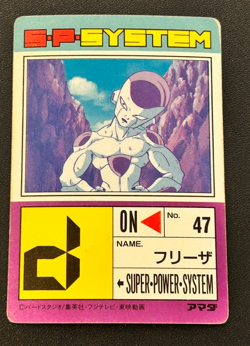 S·P·SYSTEM
ON ◀ No. 47
NAME.
フリーザ
←SUPER·POWER·SYSTEM
©バードスタジオ/集英社・フジテレビ・東映動画
アマダ